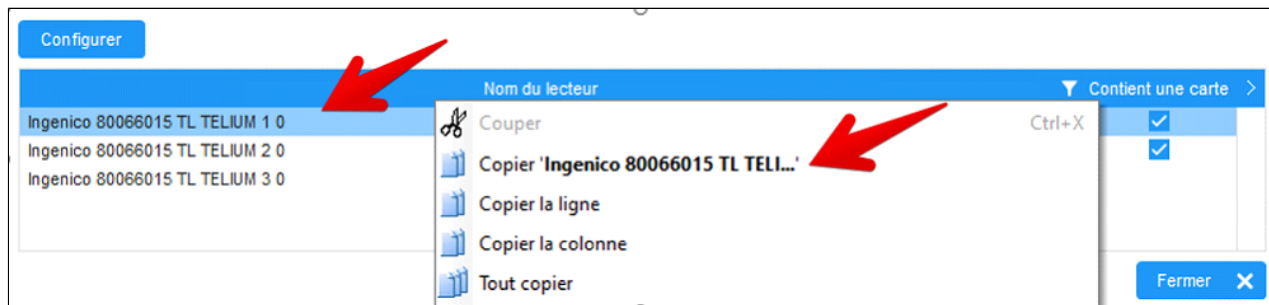 Configurer
Nom du lecteur Contient une carte
Ingenico 80066015 TL TELIUM 1 0
Ingenico 80066015 TL TELIUM 2 0
Ingenico 80066015 TL TELIUM 3 0
Couper Ctrl+X
Copier 'Ingenico 80066015 TL TELI...'
Copier la ligne
Copier la colonne
Tout copier
Fermer